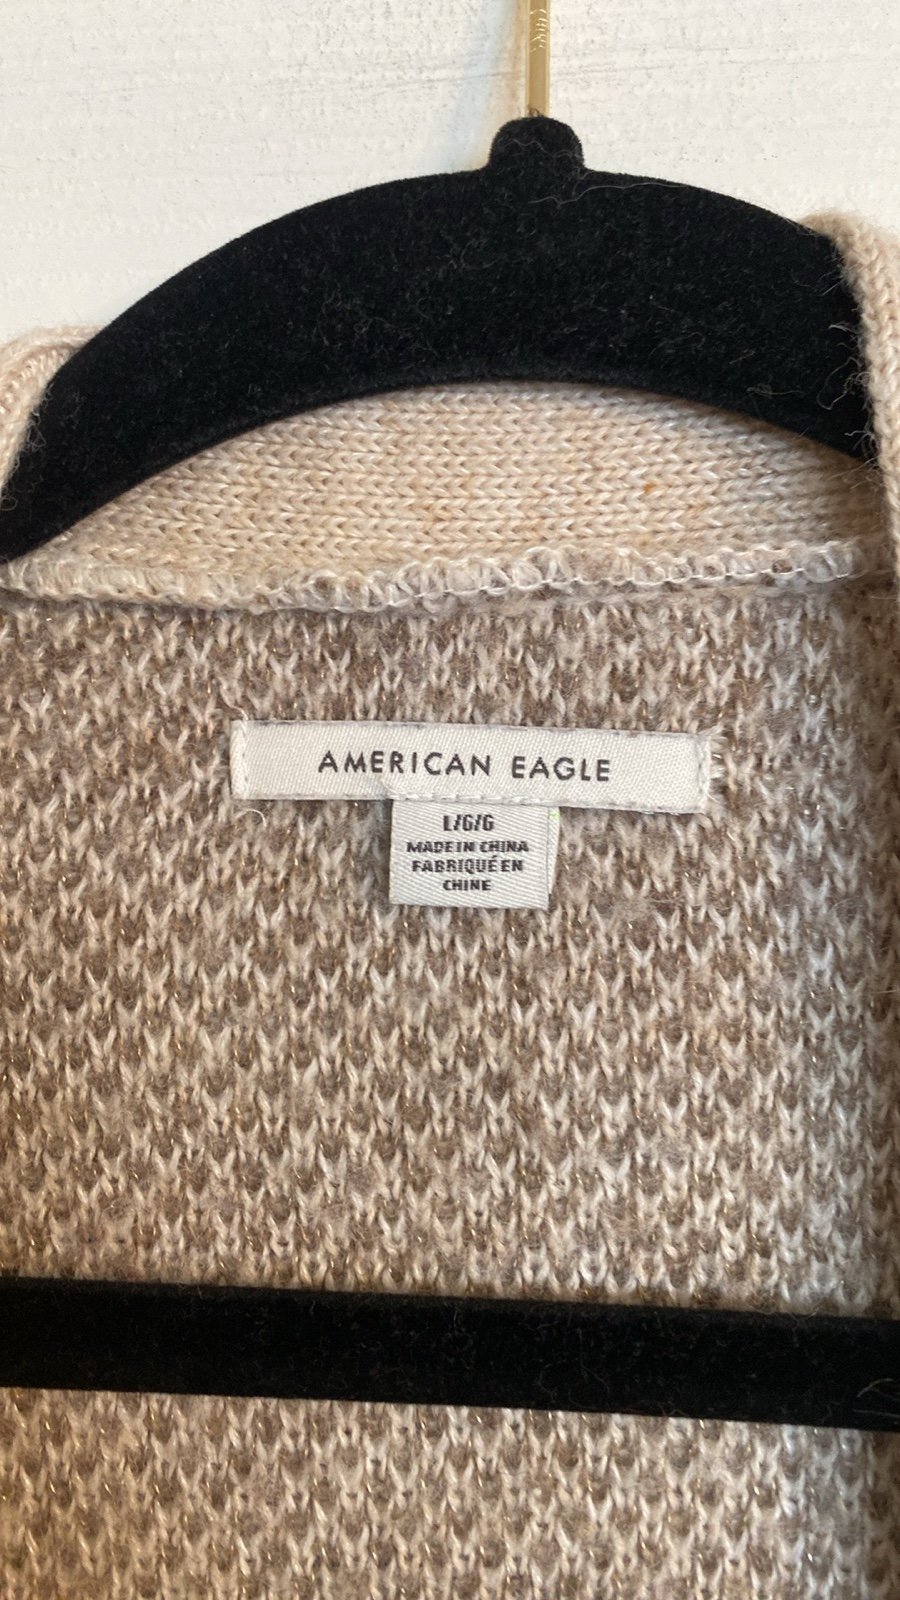 AMERICAN EAGLE
L/G/G
MADE IN CHINA
FABRIQUÉ EN
CHINE